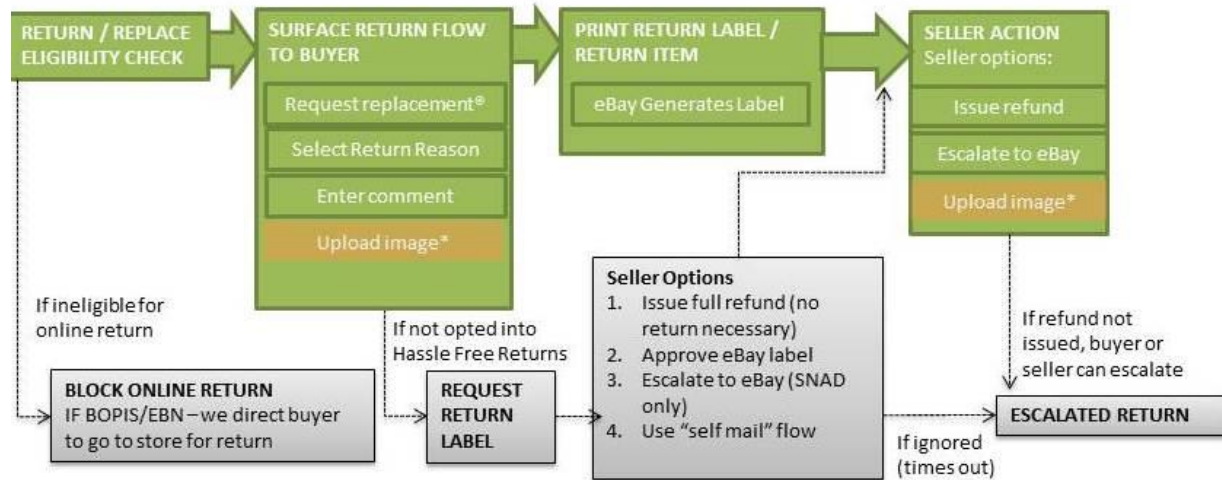 RETURN / REPLACE
ELIGIBILITY CHECK
SURFACE RETURN FLOW
TO BUYER
Request replacement®
Select Return Reason
Enter comment
Upload image*
PRINT RETURN LABEL /
RETURN ITEM
eBay Generates Label
SELLER ACTION
Seller options:
Issue refund
Escalate to eBay
Upload image*
If ineligible for
online return
BLOCK ONLINE RETURN
IF BOPIS/EBN – we direct buyer
to go to store for return
If not opted into
Hassle Free Returns
REQUEST
RETURN
LABEL
Seller Options
1. Issue full refund (no
return necessary)
2. Approve eBay label
3. Escalate to eBay (SNAD
only)
4. Use “self mail” flow
If refund not
issued, buyer or
seller can escalate
ESCALATED RETURN
If ignored
(times out)